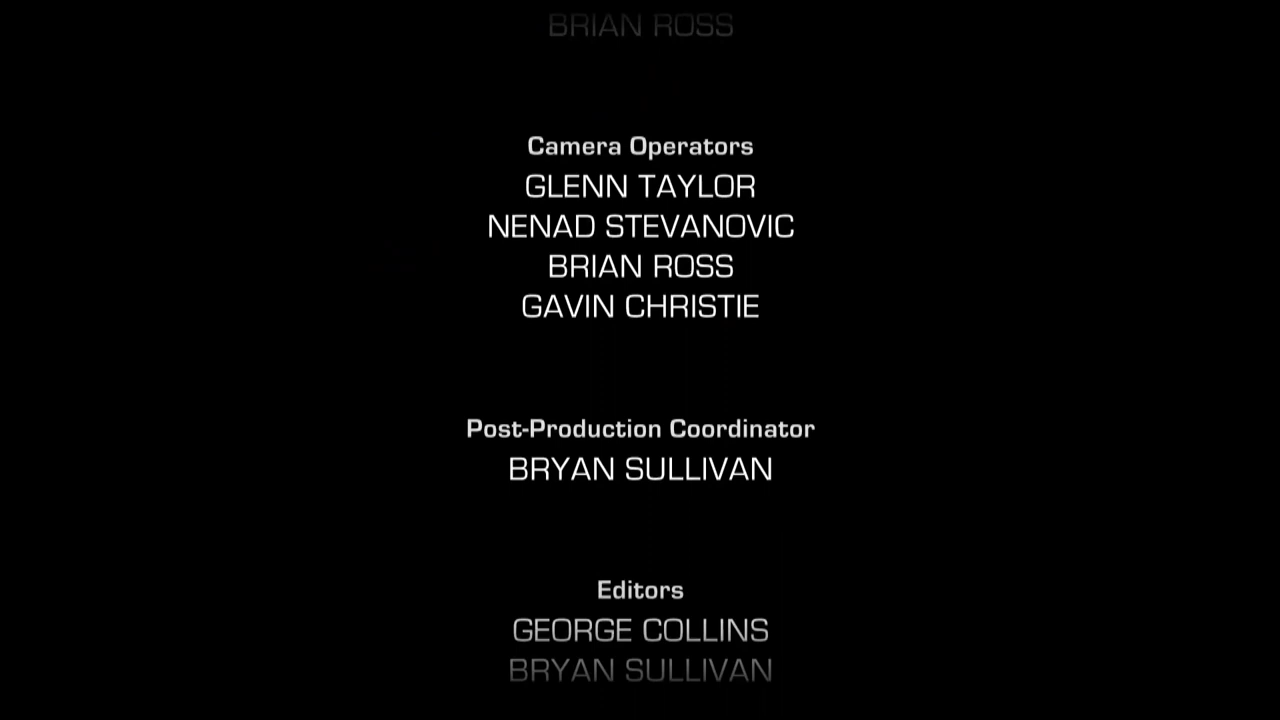 BRIAN ROSS
Camera Operators
GLENN TAYLOR
NENAD STEVANOVIC
BRIAN ROSS
GAVIN CHRISTIE
Post-Production Coordinator
BRYAN SULLIVAN
Editors
GEORGE COLLINS
BRYAN SULLIVAN